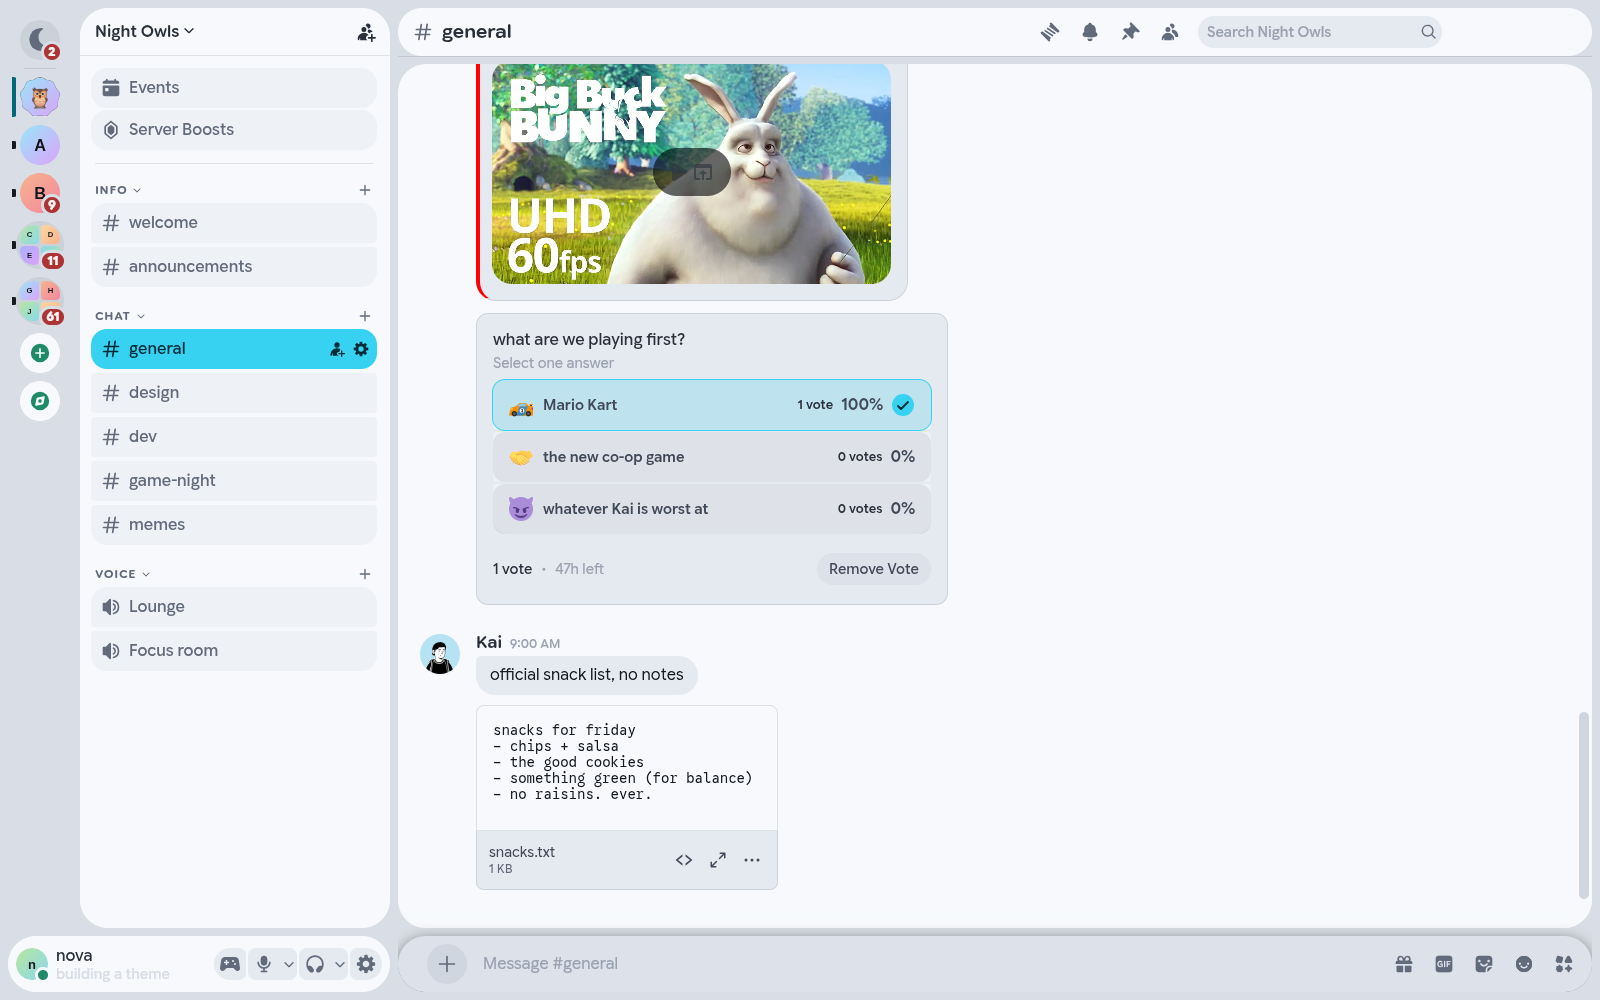 2
A
B
9
C D
E
11
G H
J
61
Night Owls
Events
Server Boosts
INFO
welcome
announcements
CHAT
general
design
dev
game-night
memes
VOICE
Lounge
Focus room
nova
building a theme
n
general
Search Night Owls
Big Buck
BUNNY
UHD
60fps
what are we playing first?
Select one answer
Mario Kart 1 vote 100%
the new co-op game 0 votes 0%
whatever Kai is worst at 0 votes 0%
1 vote • 47h left Remove Vote
Kai 9:00 AM
official snack list, no notes
snacks for friday
- chips + salsa
- the good cookies
- something green (for balance)
- no raisins. ever.
snacks.txt
1 KB
Message #general
GIF